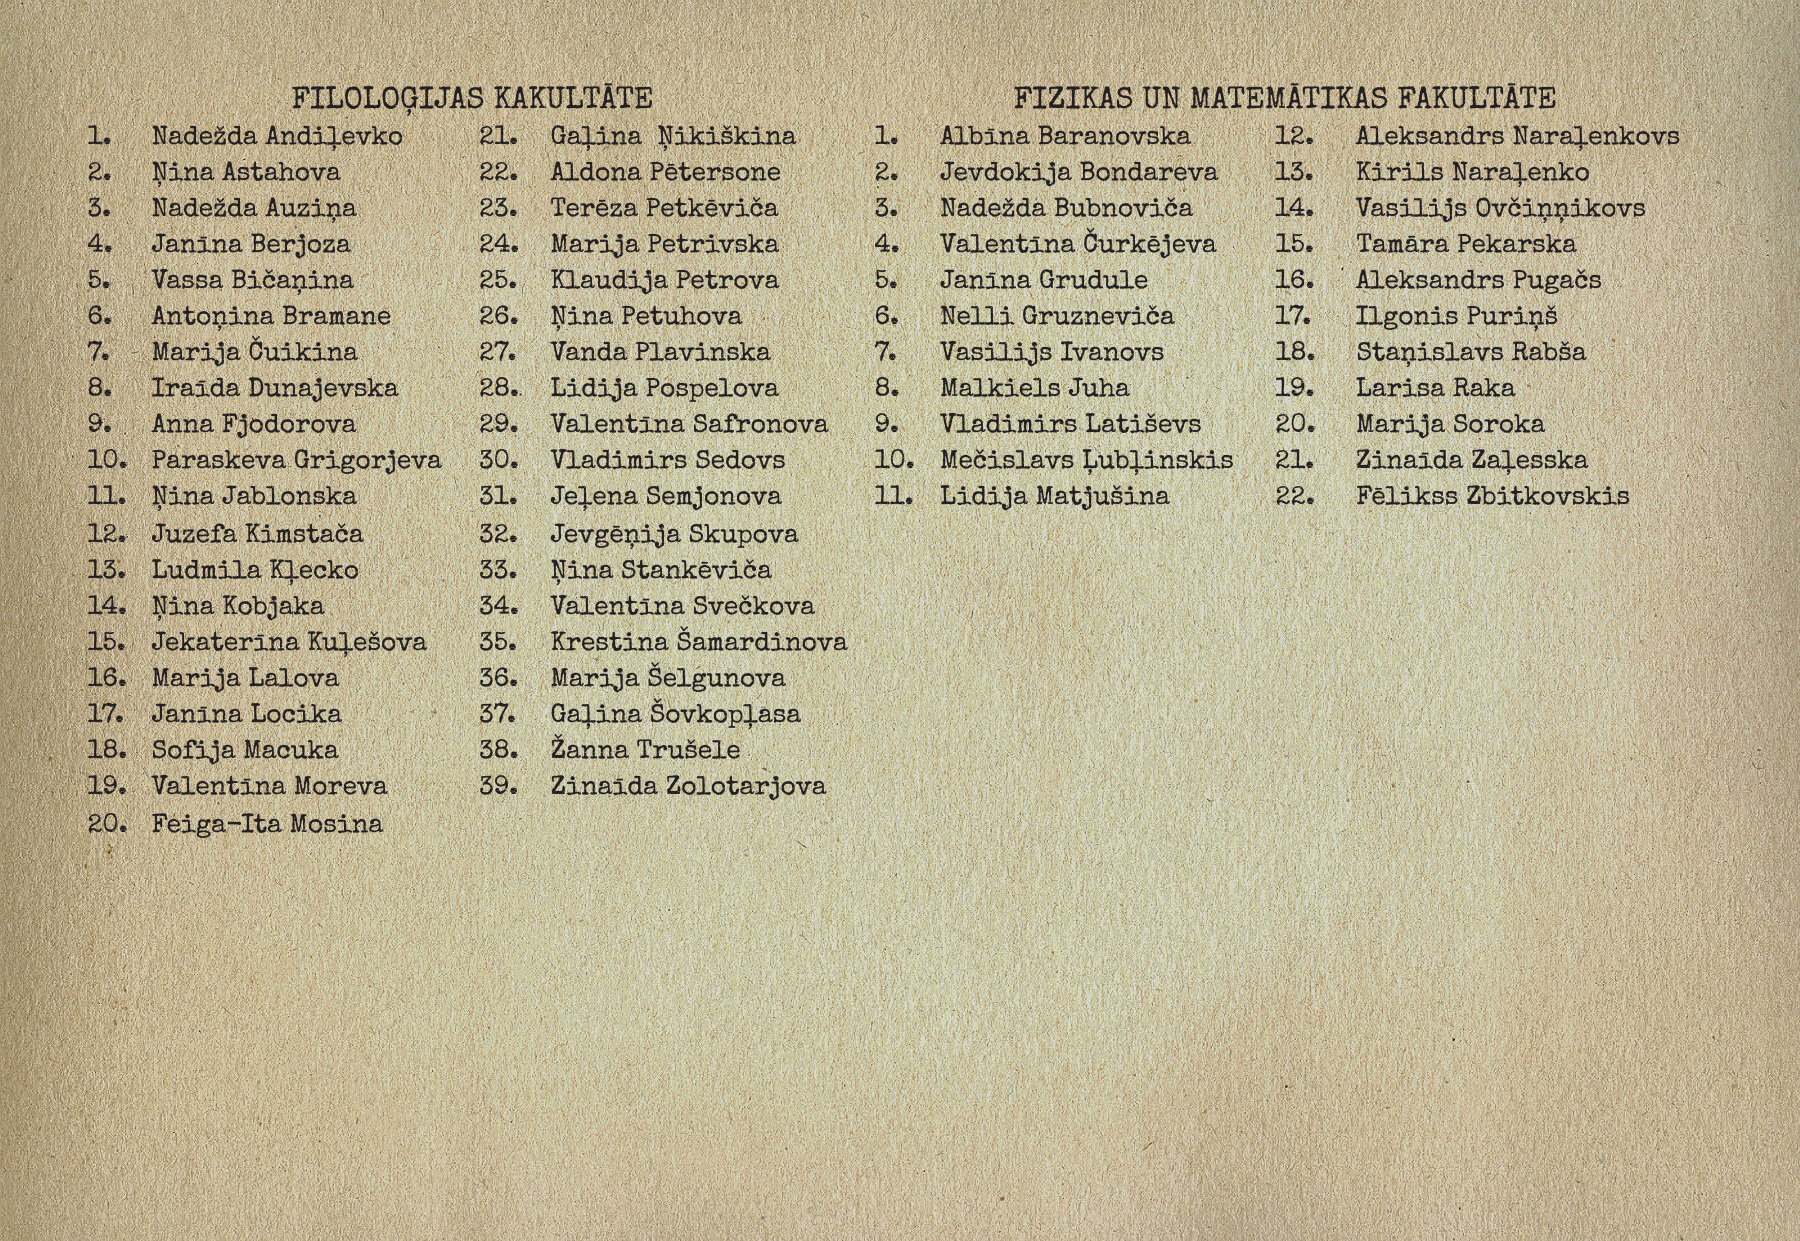 FILOLOĢIJAS KAKULTĀTE
1. Nadežda Andiļevko
2. Ņina Astahova
3. Nadežda Auziņa
4. Janīna Berjoza
5. Vassa Bičaņina
6. Antoņina Bramane
7. Marija Čuikina
8. Iraīda Dunajevska
9. Anna Fjodorova
10. Paraskeva Grigorjeva
11. Ņina Jablonska
12. Juzefa Kimstača
13. Ludmila Kļecko
14. Ņina Kobjaka
15. Jekaterīna Kuļešova
16. Marija Lalova
17. Janīna Locika
18. Sofija Macuka
19. Valentīna Moreva
20. Feiga-Ita Mosina
21. Gaļina Ņikiškina
22. Aldona Pētersone
23. Terēza Petkēviča
24. Marija Petrivska
25. Klaudija Petrova
26. Ņina Petuhova
27. Vanda Plavinska
28. Lidija Pospelova
29. Valentīna Safronova
30. Vladimirs Sedovs
31. Jeļena Semjonova
32. Jevgēņija Skupova
33. Ņina Stankēviča
34. Valentīna Svečkova
35. Krestina Šamardinova
36. Marija Šelgunova
37. Gaļina Šovkopļasa
38. Žanna Trušele
39. Zinaīda Zolotarjova
FIZIKAS UN MATEMĀTIKAS FAKULTĀTE
1. Albīna Baranovska
2. Jevdokija Bondareva
3. Nadežda Bubnoviča
4. Valentīna Čurkējeva
5. Janīna Grudule
6. Nelli Gruzneviča
7. Vasilijs Ivanovs
8. Malkiels Juha
9. Vladimirs Latiševs
10. Mečislavs Ļubļinskis
11. Lidija Matjušina
12. Aleksandrs Naraļenkovs
13. Kirils Naraļenko
14. Vasilijs Ovčiņņikovs
15. Tamāra Pekarska
16. Aleksandrs Pugačs
17. Ilgonis Puriņš
18. Staņislavs Rabša
19. Larisa Raka
20. Marija Soroka
21. Zinaīda Zaļesska
22. Fēlikss Zbitkovskis